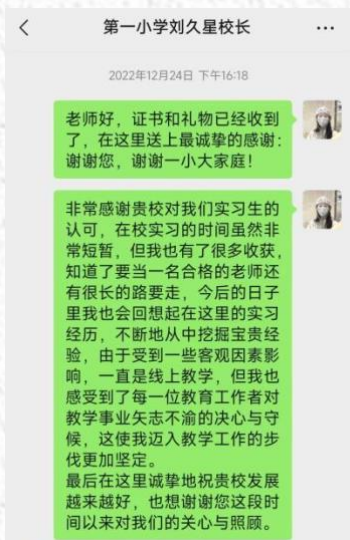 第一小学刘久星校长
2022年12月24日 下午16:18
老师好，证书和礼物已经收到
了，在这里送上最诚挚的感谢：
谢谢您，谢谢一小大家庭！
非常感谢贵校对我们实习生的
认可，在校实习的时间虽然非
常短暂，但我也有了很多收获，
知道了要当一名合格的老师还
有很长的路要走，今后的日子
里我也会回想起在这里的实习
经历，不断地从中挖掘宝贵经
验，由于受到一些客观因素影
响，一直是线上教学，但我也
感受到了每一位教育工作者对
教学事业矢志不渝的决心与守
候，这使我迈入教学工作的步
伐更加坚定。
最后在这里诚挚地祝贵校发展
越来越好，也想谢谢您这段时
间以来对我们的关心与照顾。